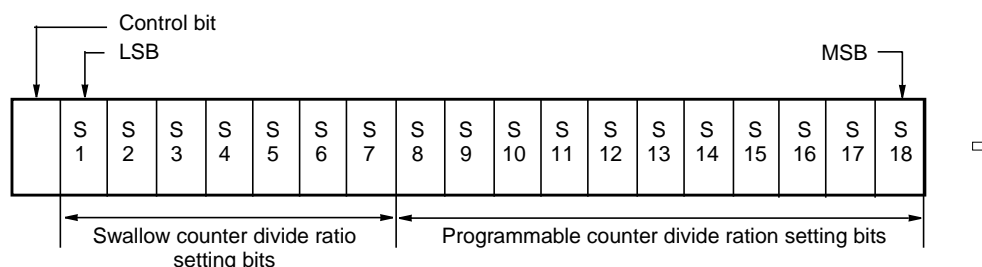 Control bit
LSB
MSB
S S S S S S S S S S S S S S S S S S
1 2 3 4 5 6 7 8 9 10 11 12 13 14 15 16 17 18
Swallow counter divide ratio
setting bits
Programmable counter divide ration setting bits